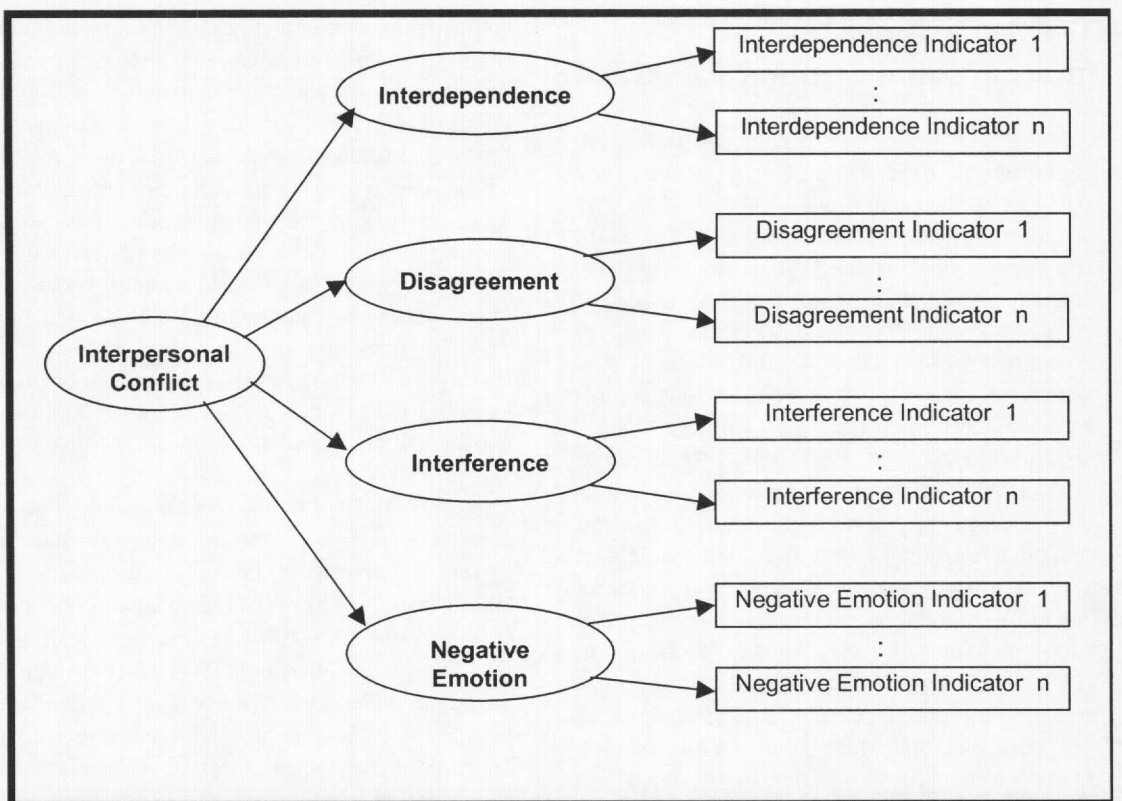 Interdependence Indicator 1
:
Interdependence
Interdependence Indicator n
Disagreement Indicator 1
:
Disagreement
Disagreement Indicator n
Interpersonal
Conflict
Interference Indicator 1
:
Interference
Interference Indicator n
Negative Emotion Indicator 1
:
Negative
Emotion
Negative Emotion Indicator n